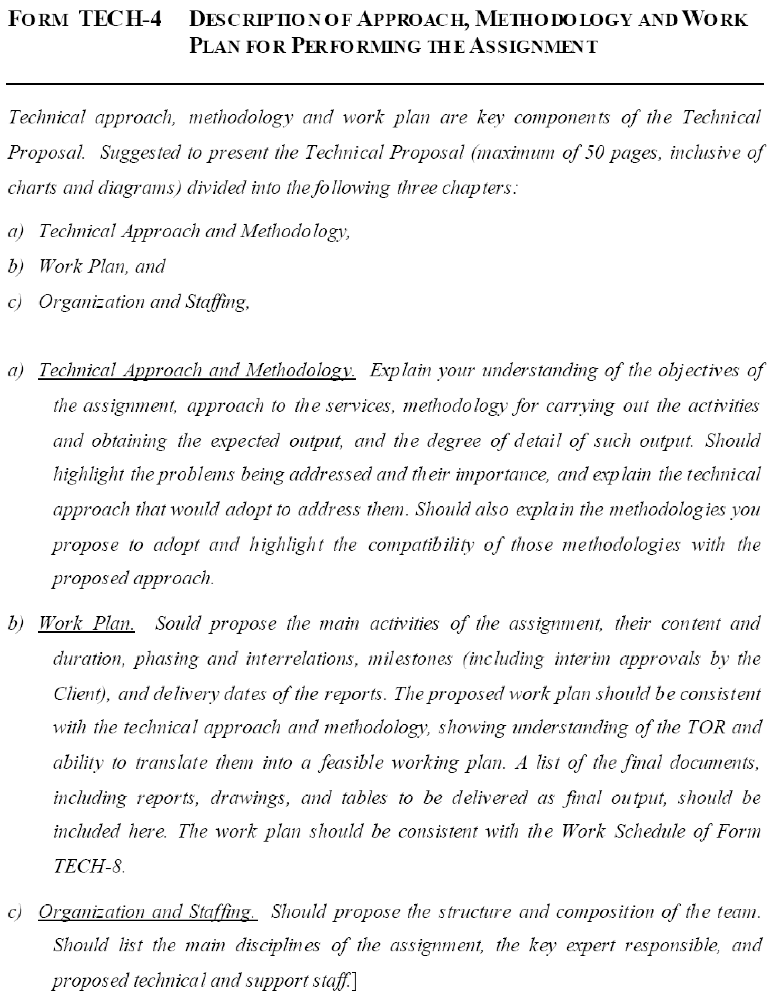 FORM TECH-4 DESCRIPTION OF APPROACH, METHODOLOGY AND WORK
PLAN FOR PERFORMING THE ASSIGNMENT
Technical approach, methodology and work plan are key components of the Technical
Proposal. Suggested to present the Technical Proposal (maximum of 50 pages, inclusive of
charts and diagrams) divided into the following three chapters:
a) Technical Approach and Methodology,
b) Work Plan, and
c) Organization and Staffing,
a) Technical Approach and Methodology. Explain your understanding of the objectives of
the assignment, approach to the services, methodology for carrying out the activities
and obtaining the expected output, and the degree of detail of such output. Should
highlight the problems being addressed and their importance, and explain the technical
approach that would adopt to address them. Should also explain the methodologies you
propose to adopt and highlight the compatibility of those methodologies with the
proposed approach.
b) Work Plan. Sould propose the main activities of the assignment, their content and
duration, phasing and interrelations, milestones (including interim approvals by the
Client), and delivery dates of the reports. The proposed work plan should be consistent
with the technical approach and methodology, showing understanding of the TOR and
ability to translate them into a feasible working plan. A list of the final documents,
including reports, drawings, and tables to be delivered as final output, should be
included here. The work plan should be consistent with the Work Schedule of Form
TECH-8.
c) Organization and Staffing. Should propose the structure and composition of the team.
Should list the main disciplines of the assignment, the key expert responsible, and
proposed technical and support staff.]